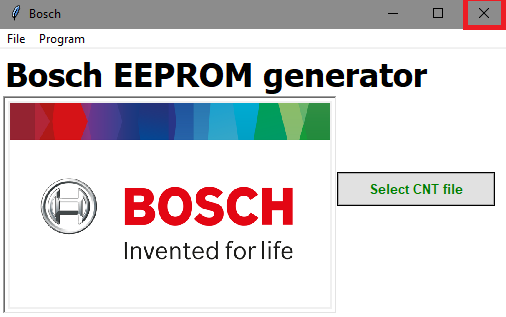 Bosch
File Program
Bosch EEPROM generator
BOSCH
Invented for life
Select CNT file